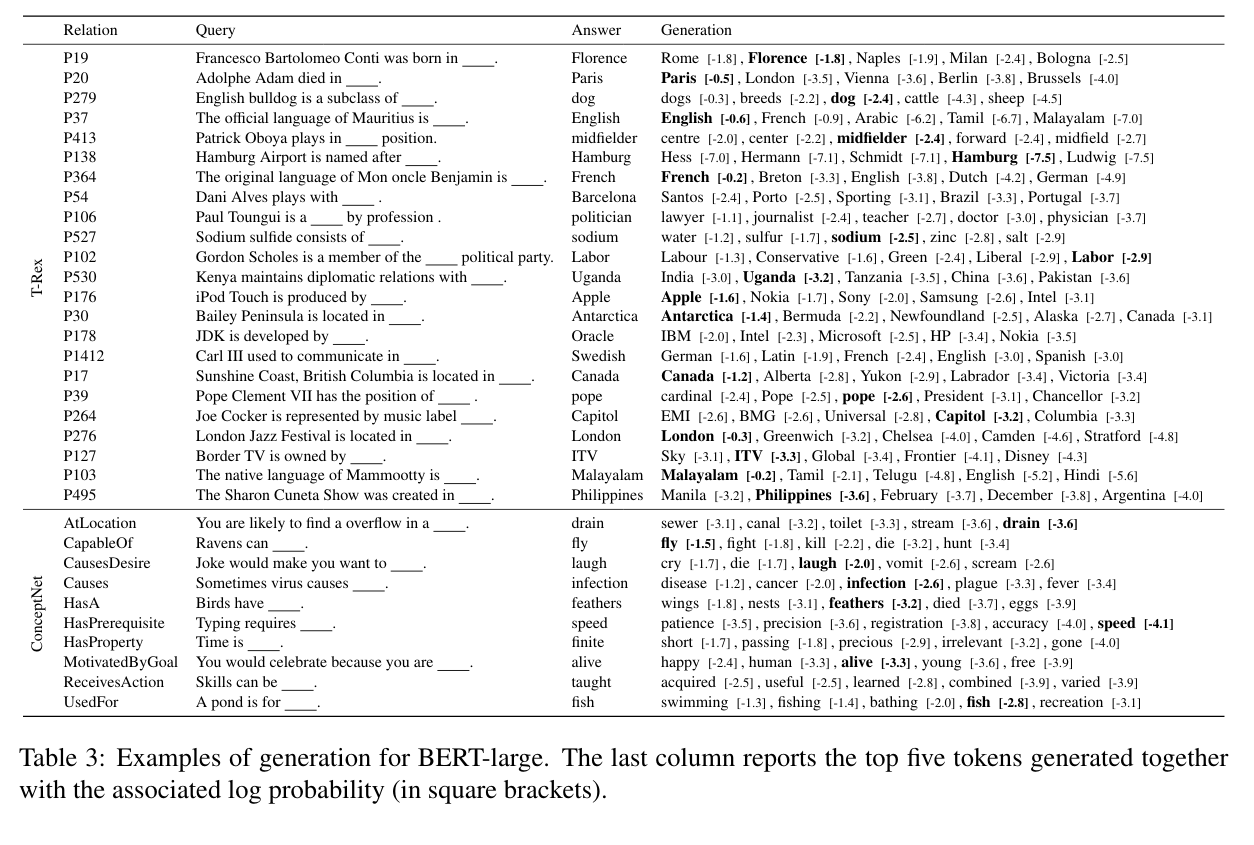 Relation Query Answer Generation
T-Rex
P19 Francesco Bartolomeo Conti was born in ____. Florence Rome [-1.8] , Florence [-1.8] , Naples [-1.9] , Milan [-2.4] , Bologna [-2.5]
P20 Adolphe Adam died in ____. Paris Paris [-0.5] , London [-3.5] , Vienna [-3.6] , Berlin [-3.8] , Brussels [-4.0]
P279 English bulldog is a subclass of ____. dog dogs [-0.3] , breeds [-2.2] , dog [-2.4] , cattle [-4.3] , sheep [-4.5]
P37 The official language of Mauritius is ____. English English [-0.6] , French [-0.9] , Arabic [-6.2] , Tamil [-6.7] , Malayalam [-7.0]
P413 Patrick Oboya plays in ____ position. midfielder centre [-2.0] , center [-2.2] , midfielder [-2.4] , forward [-2.4] , midfield [-2.7]
P138 Hamburg Airport is named after ____. Hamburg Hess [-7.0] , Hermann [-7.1] , Schmidt [-7.1] , Hamburg [-7.5] , Ludwig [-7.5]
P364 The original language of Mon oncle Benjamin is ____. French French [-0.2] , Breton [-3.3] , English [-3.8] , Dutch [-4.2] , German [-4.9]
P54 Dani Alves plays with ____ . Barcelona Santos [-2.4] , Porto [-2.5] , Sporting [-3.1] , Brazil [-3.3] , Portugal [-3.7]
P106 Paul Toungui is a ____ by profession . politician lawyer [-1.1] , journalist [-2.4] , teacher [-2.7] , doctor [-3.0] , physician [-3.7]
P527 Sodium sulfide consists of ____. sodium water [-1.2] , sulfur [-1.7] , sodium [-2.5] , zinc [-2.8] , salt [-2.9]
P102 Gordon Scholes is a member of the ____ political party. Labor Labour [-1.3] , Conservative [-1.6] , Green [-2.4] , Liberal [-2.9] , Labor [-2.9]
P530 Kenya maintains diplomatic relations with ____. Uganda India [-3.0] , Uganda [-3.2] , Tanzania [-3.5] , China [-3.6] , Pakistan [-3.6]
P176 iPod Touch is produced by ____. Apple Apple [-1.6] , Nokia [-1.7] , Sony [-2.0] , Samsung [-2.6] , Intel [-3.1]
P30 Bailey Peninsula is located in ____. Antarctica Antarctica [-1.4] , Bermuda [-2.2] , Newfoundland [-2.5] , Alaska [-2.7] , Canada [-3.1]
P178 JDK is developed by ____. Oracle IBM [-2.0] , Intel [-2.3] , Microsoft [-2.5] , HP [-3.4] , Nokia [-3.5]
P1412 Carl III used to communicate in ____. Swedish German [-1.6] , Latin [-1.9] , French [-2.4] , English [-3.0] , Spanish [-3.0]
P17 Sunshine Coast, British Columbia is located in ____. Canada Canada [-1.2] , Alberta [-2.8] , Yukon [-2.9] , Labrador [-3.4] , Victoria [-3.4]
P39 Pope Clement VII has the position of ____ . pope cardinal [-2.4] , Pope [-2.5] , pope [-2.6] , President [-3.1] , Chancellor [-3.2]
P264 Joe Cocker is represented by music label ____. Capitol EMI [-2.6] , BMG [-2.6] , Universal [-2.8] , Capitol [-3.2] , Columbia [-3.3]
P276 London Jazz Festival is located in ____. London London [-0.3] , Greenwich [-3.2] , Chelsea [-4.0] , Camden [-4.6] , Stratford [-4.8]
P127 Border TV is owned by ____. ITV Sky [-3.1] , ITV [-3.3] , Global [-3.4] , Frontier [-4.1] , Disney [-4.3]
P103 The native language of Mammootty is ____. Malayalam Malayalam [-0.2] , Tamil [-2.1] , Telugu [-4.8] , English [-5.2] , Hindi [-5.6]
P495 The Sharon Cuneta Show was created in ____. Philippines Manila [-3.2] , Philippines [-3.6] , February [-3.7] , December [-3.8] , Argentina [-4.0]
ConceptNet
AtLocation You are likely to find a overflow in a ____. drain sewer [-3.1] , canal [-3.2] , toilet [-3.3] , stream [-3.6] , drain [-3.6]
CapableOf Ravens can ____. fly fly [-1.5] , fight [-1.8] , kill [-2.2] , die [-3.2] , hunt [-3.4]
CausesDesire Joke would make you want to ____. laugh cry [-1.7] , die [-1.7] , laugh [-2.0] , vomit [-2.6] , scream [-2.6]
Causes Sometimes virus causes ____. infection disease [-1.2] , cancer [-2.0] , infection [-2.6] , plague [-3.3] , fever [-3.4]
HasA Birds have ____. feathers wings [-1.8] , nests [-3.1] , feathers [-3.2] , died [-3.7] , eggs [-3.9]
HasPrerequisite Typing requires ____. speed patience [-3.5] , precision [-3.6] , registration [-3.8] , accuracy [-4.0] , speed [-4.1]
HasProperty Time is ____. finite short [-1.7] , passing [-1.8] , precious [-2.9] , irrelevant [-3.2] , gone [-4.0]
MotivatedByGoal You would celebrate because you are ____. alive happy [-2.4] , human [-3.3] , alive [-3.3] , young [-3.6] , free [-3.9]
ReceivesAction Skills can be ____. taught acquired [-2.5] , useful [-2.5] , learned [-2.8] , combined [-3.9] , varied [-3.9]
UsedFor A pond is for ____. fish swimming [-1.3] , fishing [-1.4] , bathing [-2.0] , fish [-2.8] , recreation [-3.1]
Table 3: Examples of generation for BERT-large. The last column reports the top five tokens generated together
with the associated log probability (in square brackets).